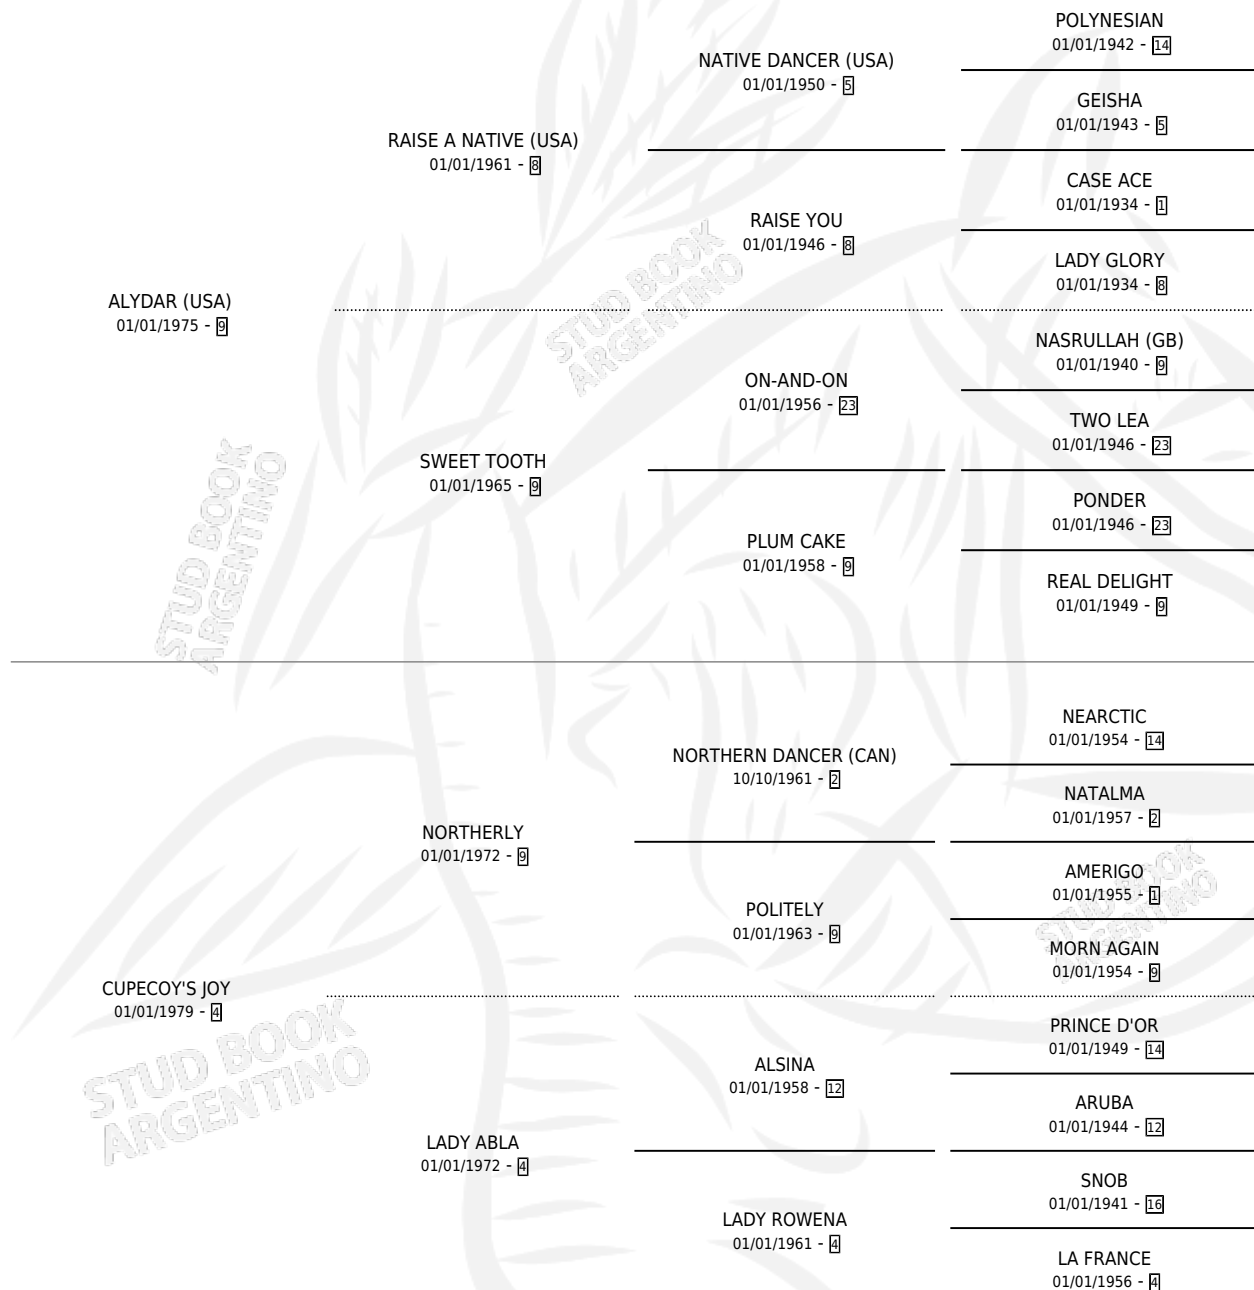 POLYNESIAN
01/01/1942 - 14
NATIVE DANCER (USA)
01/01/1950 - 5
GEISHA
01/01/1943 - 5
RAISE A NATIVE (USA)
01/01/1961 - 8
CASE ACE
01/01/1934 - 1
RAISE YOU
01/01/1946 - 8
LADY GLORY
01/01/1934 - 8
ALYDAR (USA)
01/01/1975 - 9
STUD BOOK
ARGENTINO
NASRULLAH (GB)
01/01/1940 - 9
ON-AND-ON
01/01/1956 - 23
TWO LEA
01/01/1946 - 23
SWEET TOOTH
01/01/1965 - 9
PONDER
01/01/1946 - 23
PLUM CAKE
01/01/1958 - 9
REAL DELIGHT
01/01/1949 - 9
STUD BOOK
ARGENTINO
NEARCTIC
01/01/1954 - 14
NORTHERN DANCER (CAN)
10/10/1961 - 2
NATALMA
01/01/1957 - 2
NORTHERLY
01/01/1972 - 9
AMERIGO
01/01/1955 - 1
POLITELY
01/01/1963 - 9
MORN AGAIN
01/01/1954 - 9
STUD BOOK
ARGENTINO
CUPECOY'S JOY
01/01/1979 - 4
PRINCE D'OR
01/01/1949 - 14
ALSINA
01/01/1958 - 12
ARUBA
01/01/1944 - 12
STUD BOOK
ARGENTINO
LADY ABLA
01/01/1972 - 4
SNOB
01/01/1941 - 16
LADY ROWENA
01/01/1961 - 4
LA FRANCE
01/01/1956 - 4